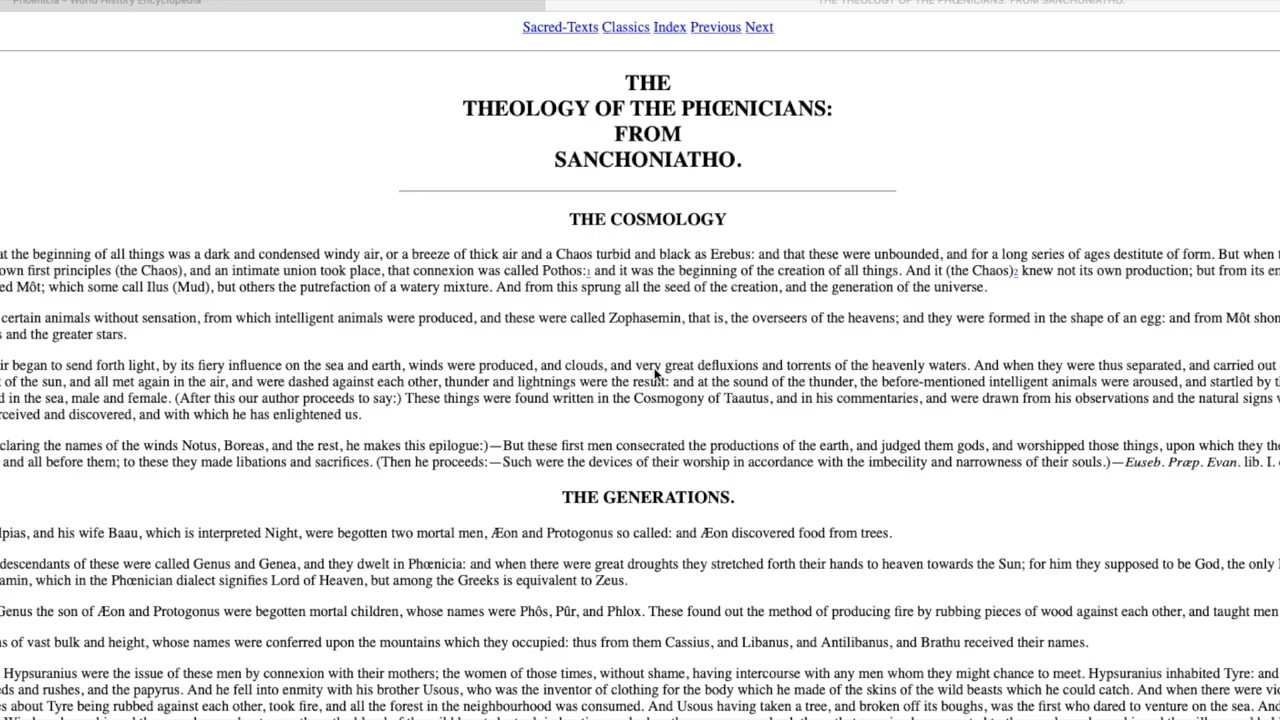 Phoenicia - World History Encyclopedia
THE THEOLOGY OF THE PHŒNICIANS: FROM SANCHONIATHO.
Sacred-Texts Classics Index Previous Next
THE
THEOLOGY OF THE PHŒNICIANS:
FROM
SANCHONIATHO.
THE COSMOLOGY
at the beginning of all things was a dark and condensed windy air, or a breeze of thick air and a Chaos turbid and black as Erebus: and that these were unbounded, and for a long series of ages destitute of form. But when
own first principles (the Chaos), and an intimate union took place, that connexion was called Pothos:1 and it was the beginning of the creation of all things. And it (the Chaos)2 knew not its own production; but from its
ed Môt; which some call Ilus (Mud), but others the putrefaction of a watery mixture. And from this sprung all the seed of the creation, and the generation of the universe.
certain animals without sensation, from which intelligent animals were produced, and these were called Zophasemin, that is, the overseers of the heavens; and they were formed in the shape of an egg: and from Môt shon
s and the greater stars.
ir began to send forth light, by its fiery influence on the sea and earth, winds were produced, and clouds, and very great defluxions and torrents of the heavenly waters. And when they were thus separated, and carried out
t of the sun, and all met again in the air, and were dashed against each other, thunder and lightnings were the result: and at the sound of the thunder, the before-mentioned intelligent animals were aroused, and startled by
d in the sea, male and female. (After this our author proceeds to say:) These things were found written in the Cosmogony of Taautus, and in his commentaries, and were drawn from his observations and the natural signs
rceived and discovered, and with which he has enlightened us.
claring the names of the winds Notus, Boreas, and the rest, he makes this epilogue:)—But these first men consecrated the productions of the earth, and judged them gods, and worshipped those things, upon which they
and all before them; to these they made libations and sacrifices. (Then he proceeds:—Such were the devices of their worship in accordance with the imbecility and narrowness of their souls.)—Euseb. Præp. Evan. lib. I.
THE GENERATIONS.
lpias, and his wife Baau, which is interpreted Night, were begotten two mortal men, Æon and Protogonus so called: and Æon discovered food from trees.
descendants of these were called Genus and Genea, and they dwelt in Phœnicia: and when there were great droughts they stretched forth their hands to heaven towards the Sun; for him they supposed to be God, the only
amin, which in the Phœnician dialect signifies Lord of Heaven, but among the Greeks is equivalent to Zeus.
Genus the son of Æon and Protogonus were begotten mortal children, whose names were Phôs, Pûr, and Phlox. These found out the method of producing fire by rubbing pieces of wood against each other, and taught men
ns of vast bulk and height, whose names were conferred upon the mountains which they occupied: thus from them Cassius, and Libanus, and Antilibanus, and Brathu received their names.
Hypsuranius were the issue of these men by connexion with their mothers; the women of those times, without shame, having intercourse with any men whom they might chance to meet. Hypsuranius inhabited Tyre: and
ds and rushes, and the papyrus. And he fell into enmity with his brother Usous, who was the inventor of clothing for the body which he made of the skins of the wild beasts which he could catch. And when there were
es about Tyre being rubbed against each other, took fire, and all the forest in the neighbourhood was consumed. And Usous having taken a tree, and broken off its boughs, was the first who dared to venture on the sea. And